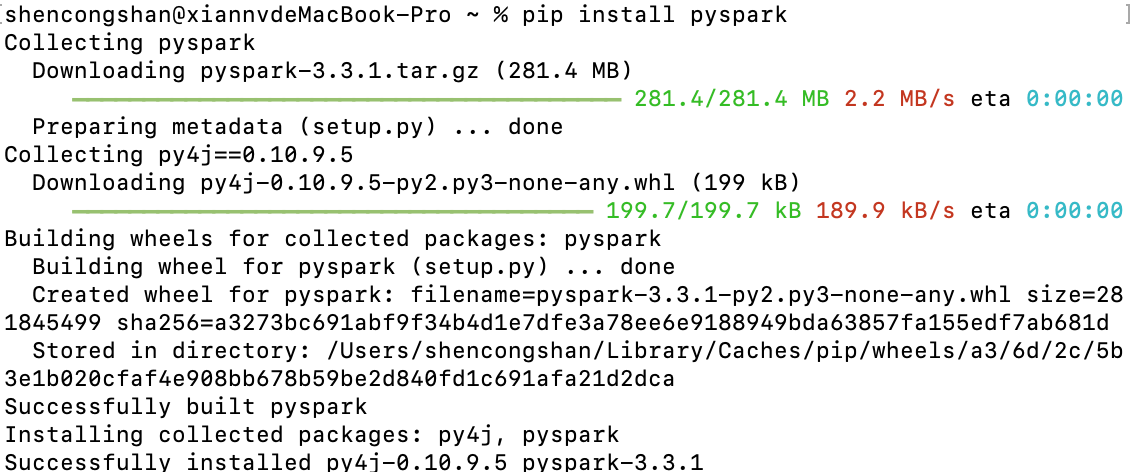 [shencongshan@xiannvdeMacBook-Pro ~ % pip install pyspark ]
Collecting pyspark
  Downloading pyspark-3.3.1.tar.gz (281.4 MB)
281.4/281.4 MB 2.2 MB/s eta 0:00:00
  Preparing metadata (setup.py) ... done
Collecting py4j==0.10.9.5
  Downloading py4j-0.10.9.5-py2.py3-none-any.whl (199 kB)
199.7/199.7 kB 189.9 kB/s eta 0:00:00
Building wheels for collected packages: pyspark
  Building wheel for pyspark (setup.py) ... done
  Created wheel for pyspark: filename=pyspark-3.3.1-py2.py3-none-any.whl size=28
1845499 sha256=a3273bc691abf9f34b4d1e7dfe3a78ee6e9188949bda63857fa155edf7ab681d
  Stored in directory: /Users/shencongshan/Library/Caches/pip/wheels/a3/6d/2c/5b
3e1b020cfaf4e908bb678b59be2d840fd1c691afa21d2dca
Successfully built pyspark
Installing collected packages: py4j, pyspark
Successfully installed py4j-0.10.9.5 pyspark-3.3.1